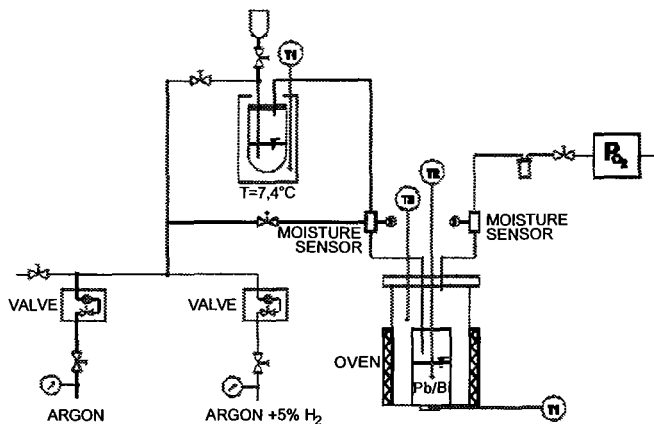 T1
T=7,4°C
P O2
T2
T3
MOISTURE
SENSOR
MOISTURE
SENSOR
VALVE
VALVE
OVEN
Pb/Bi
T1
ARGON
ARGON +5% H2